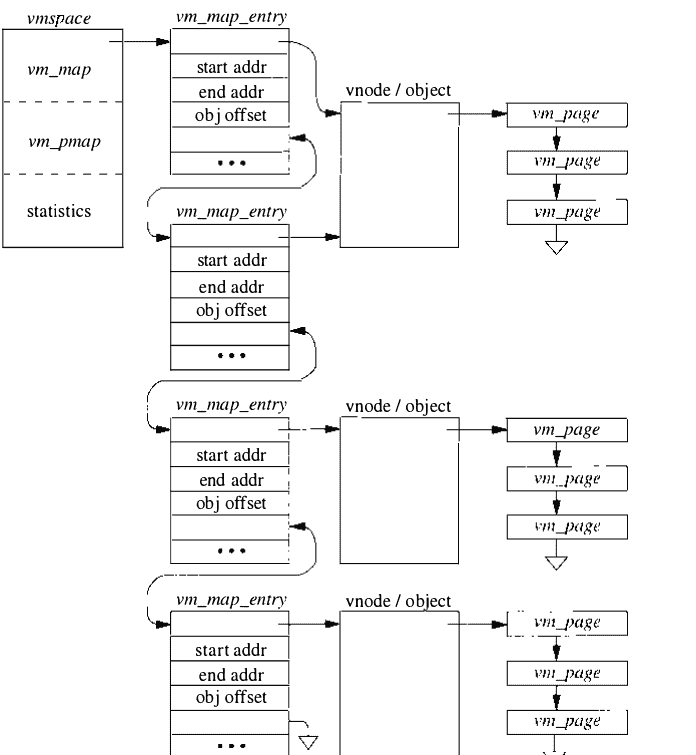 vmspace
vm_map
vm_pmap
statistics
vm_map_entry
start addr
end addr
obj offset
•••
vnode / object
vm_page
vm_page
vm_page
vm_map_entry
start addr
end addr
obj offset
•••
vm_map_entry
start addr
end addr
obj offset
•••
vnode / object
vm_page
vm_page
vm_page
vm_map_entry
start addr
end addr
obj offset
•••
vnode / object
vm_page
vm_page
vm_page